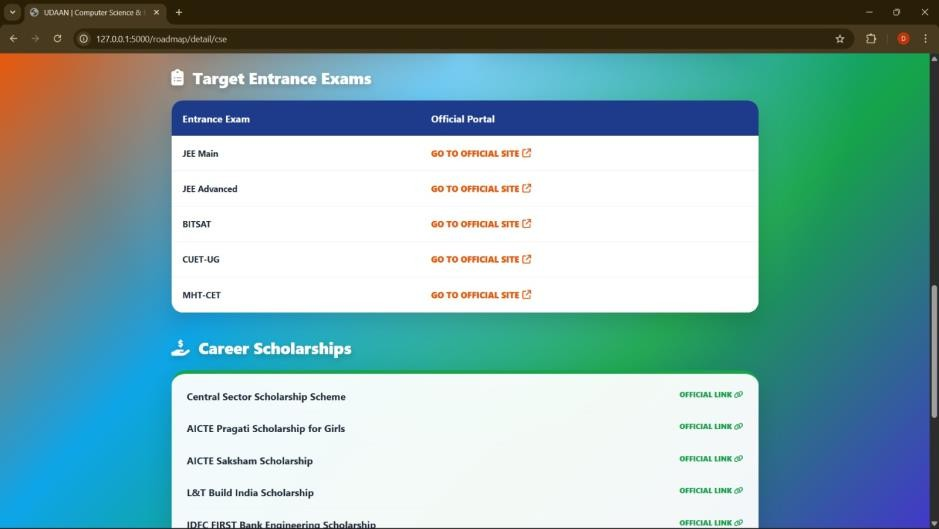 UDAAN | Computer Science &
127.0.0.1:5000/roadmap/detail/cse
D
Target Entrance Exams
Entrance Exam Official Portal
JEE Main GO TO OFFICIAL SITE
JEE Advanced GO TO OFFICIAL SITE
BITSAT GO TO OFFICIAL SITE
CUET-UG GO TO OFFICIAL SITE
MHT-CET GO TO OFFICIAL SITE
Career Scholarships
Central Sector Scholarship Scheme OFFICIAL LINK
AICTE Pragati Scholarship for Girls OFFICIAL LINK
AICTE Saksham Scholarship OFFICIAL LINK
L&T Build India Scholarship OFFICIAL LINK
IDFC FIRST Bank Engineering Scholarship OFFICIAL LINK